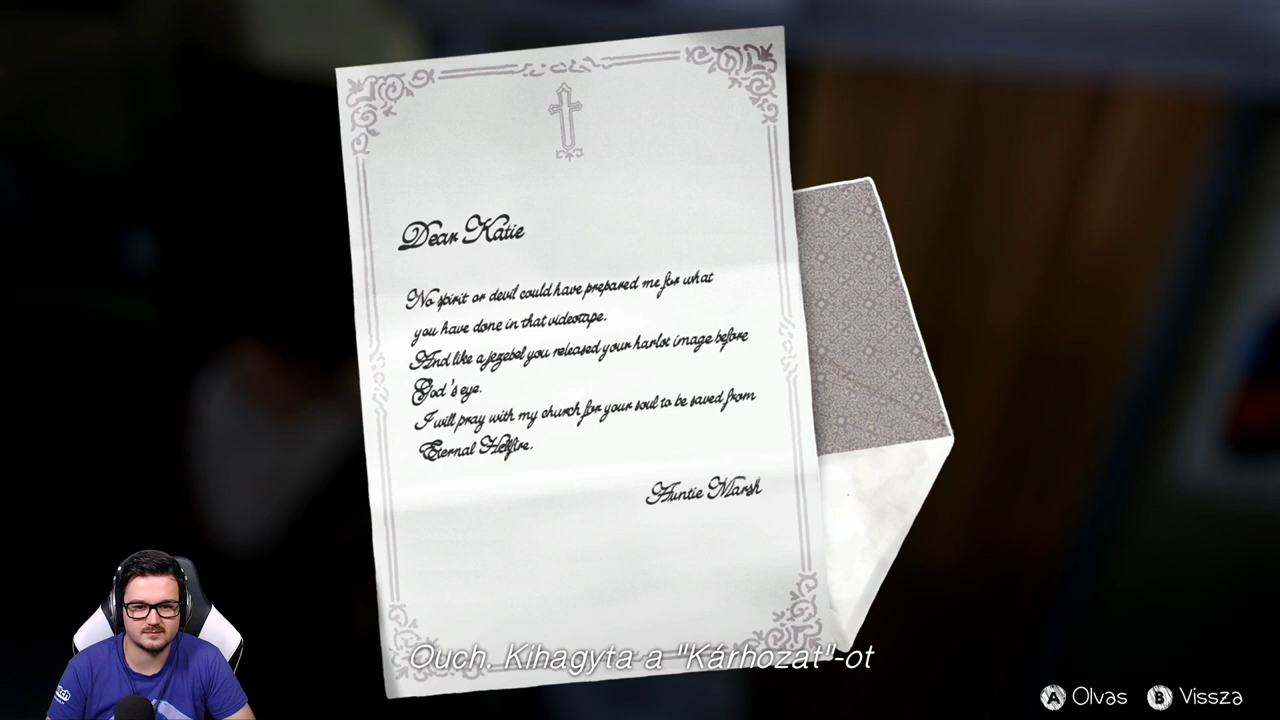 Dear Katie
No spirit or devil could have prepared me for what
you have done in that videotape.
And like a jezebel you released your harlot image before
God's eye.
I will pray with my church for your soul to be saved from
Eternal Hellfire.
Auntie Marsh
Ouch. Kihagyta a "Kárhozat"-ot
A Olvas B Vissza